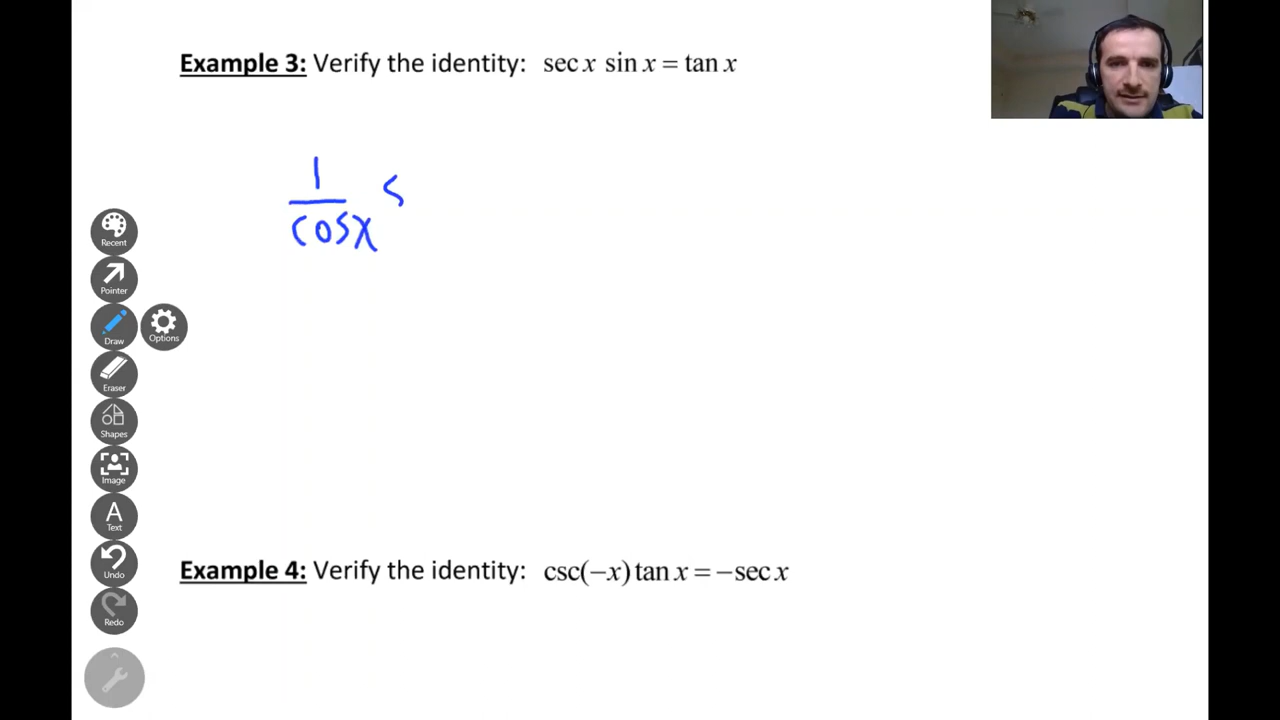 Example 3: Verify the identity: sec x sin x = tan x
1
cosx s
Recent
Pointer
Draw
Options
Eraser
Shapes
Image
A
Text
Undo
Redo
Example 4: Verify the identity: csc(−x) tan x = −sec x